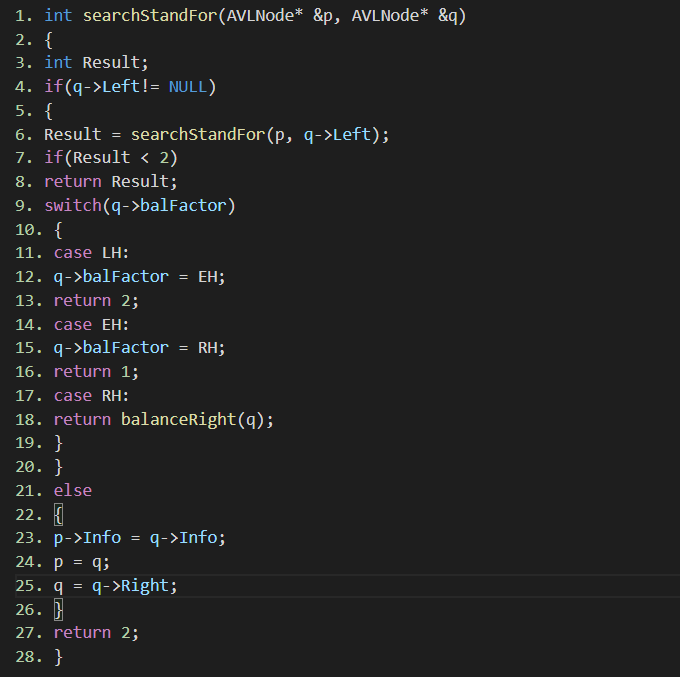 1. int searchStandFor(AVLNode* &p, AVLNode* &q)
2. {
3. int Result;
4. if(q->Left!= NULL)
5. {
6. Result = searchStandFor(p, q->Left);
7. if(Result < 2)
8. return Result;
9. switch(q->balFactor)
10. {
11. case LH:
12. q->balFactor = EH;
13. return 2;
14. case EH:
15. q->balFactor = RH;
16. return 1;
17. case RH:
18. return balanceRight(q);
19. }
20. }
21. else
22. {
23. p->Info = q->Info;
24. p = q;
25. q = q->Right;
26. }
27. return 2;
28. }